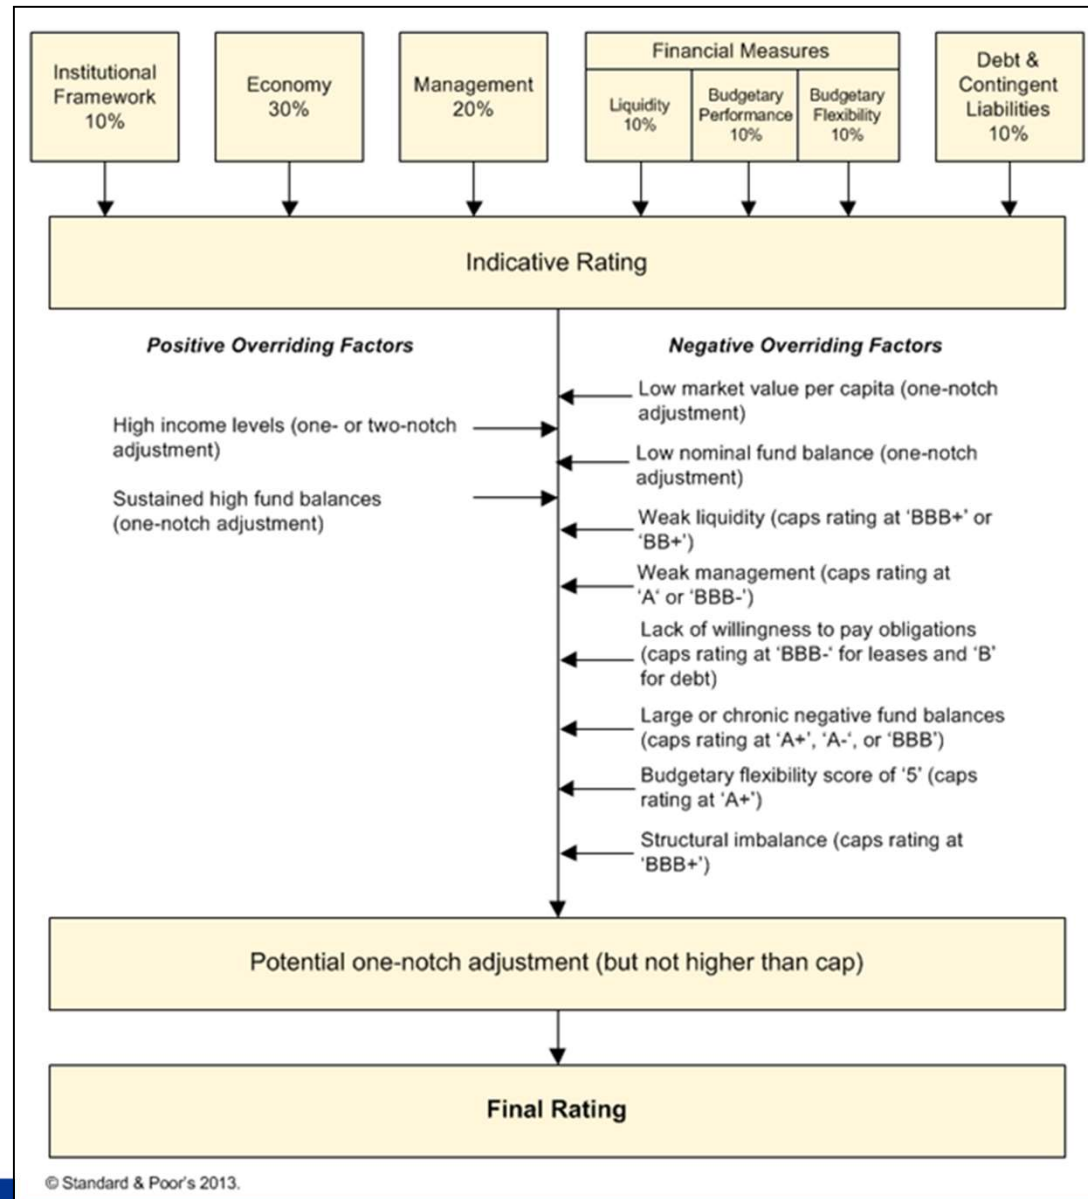 Institutional
Framework
10%
Economy
30%
Management
20%
Financial Measures
Liquidity
10%
Budgetary
Performance
10%
Budgetary
Flexibility
10%
Debt &
Contingent
Liabilities
10%
Indicative Rating
Positive Overriding Factors
High income levels (one- or two-notch
adjustment)
Sustained high fund balances
(one-notch adjustment)
Negative Overriding Factors
Low market value per capita (one-notch
adjustment)
Low nominal fund balance (one-notch
adjustment)
Weak liquidity (caps rating at ‘BBB+’ or
‘BB+’)
Weak management (caps rating at
‘A‘ or ‘BBB-’)
Lack of willingness to pay obligations
(caps rating at ‘BBB-‘ for leases and ‘B’
for debt)
Large or chronic negative fund balances
(caps rating at ‘A+’, ‘A-‘, or ‘BBB’)
Budgetary flexibility score of ‘5’ (caps
rating at ‘A+’)
Structural imbalance (caps rating at
‘BBB+’)
Potential one-notch adjustment (but not higher than cap)
Final Rating
© Standard & Poor's 2013.